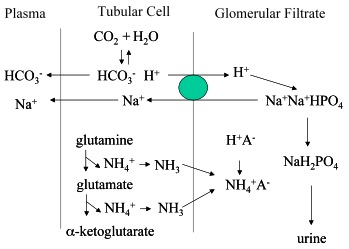 Plasma Tubular Cell Glomerular Filtrate
CO2 + H2O
HCO3- HCO3- H+ H+
Na+ Na+ Na+Na+HPO4
glutamine H+A-
NH4+ NH3 NaH2PO4
glutamate NH4+A-
NH4+ NH3
α-ketoglutarate urine